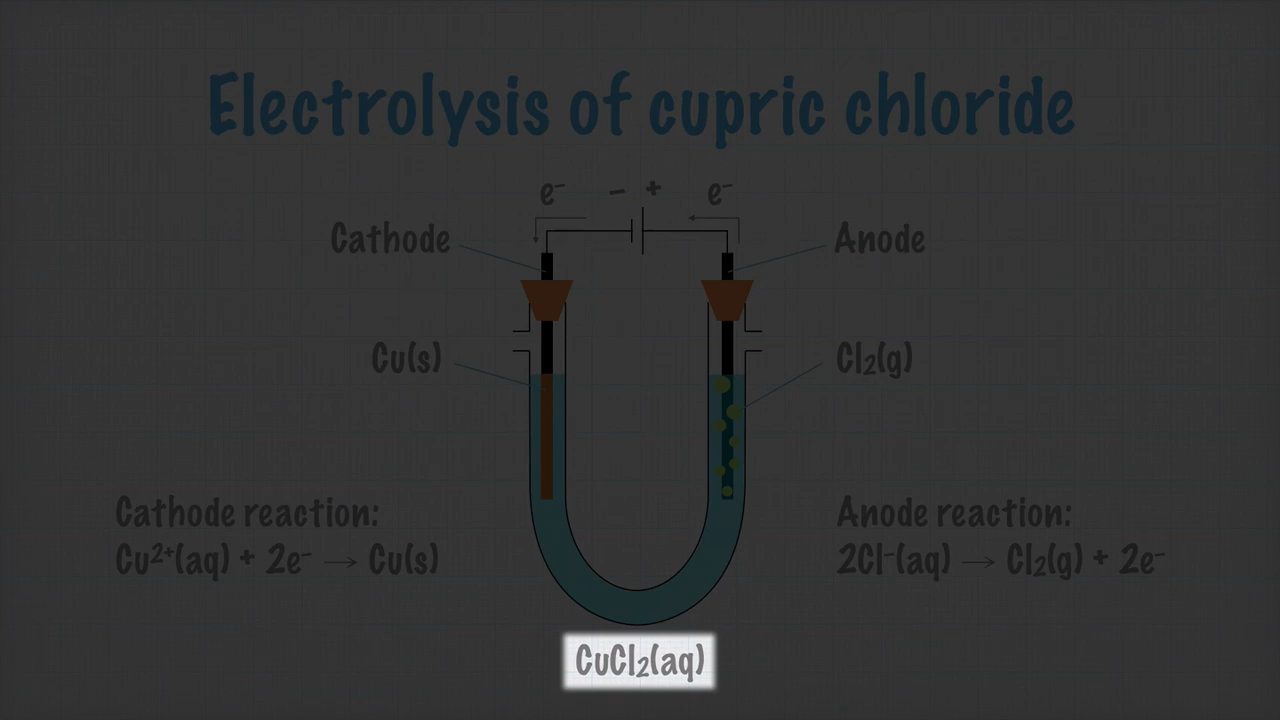 Electrolysis of cupric chloride
e⁻ − + e⁻
Cathode
Anode
Cu(s)
Cl₂(g)
Cathode reaction:
Cu²⁺(aq) + 2e⁻ → Cu(s)
Anode reaction:
2Cl⁻(aq) → Cl₂(g) + 2e⁻
CuCl₂(aq)